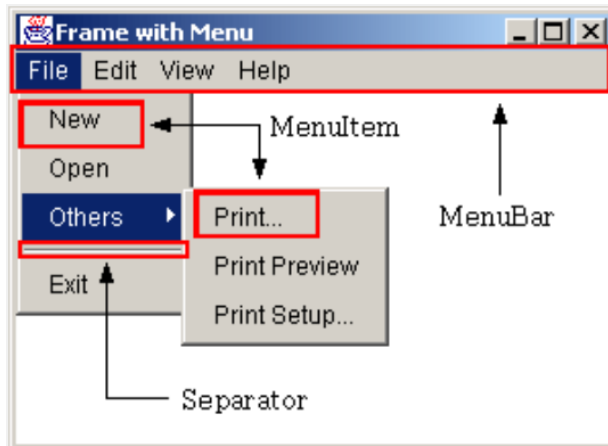 Frame with Menu
File Edit View Help
New
MenuItem
Open
Others
Print...
MenuBar
Print Preview
Exit
Print Setup...
Separator